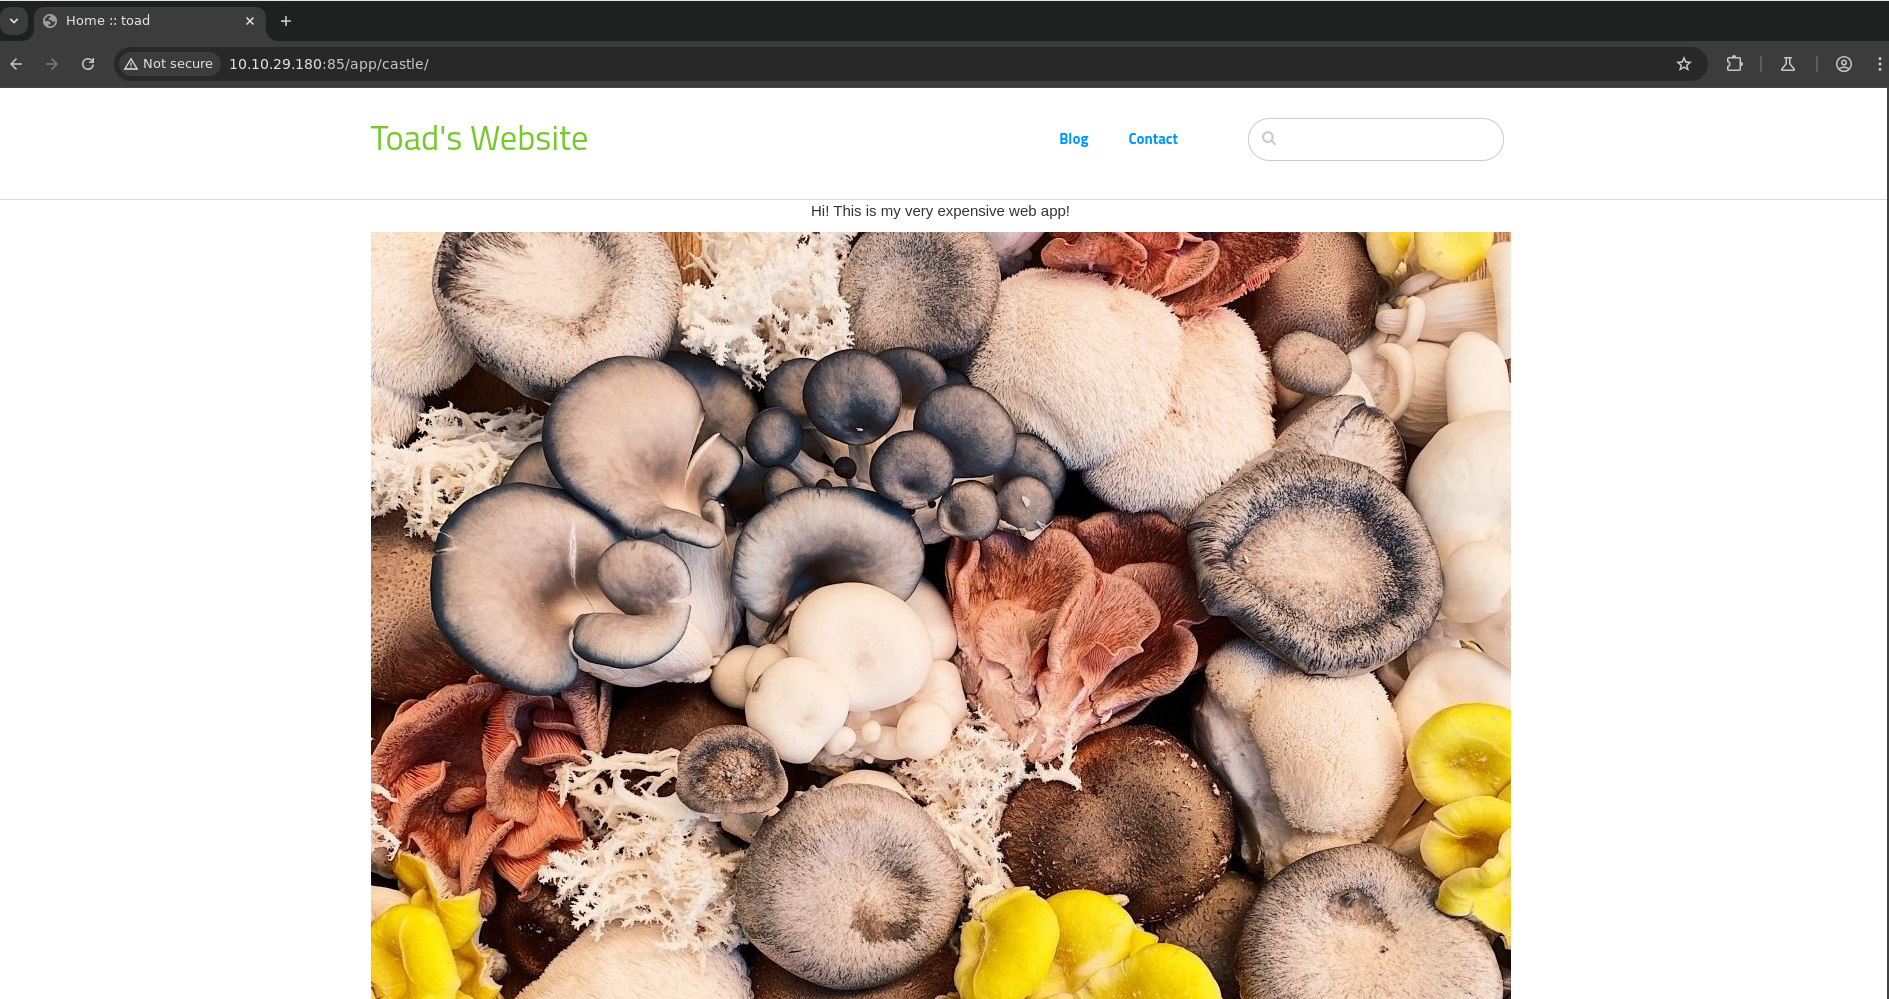 Home :: toad
Not secure
10.10.29.180:85/app/castle/
Toad's Website
Blog
Contact
Hi! This is my very expensive web app!